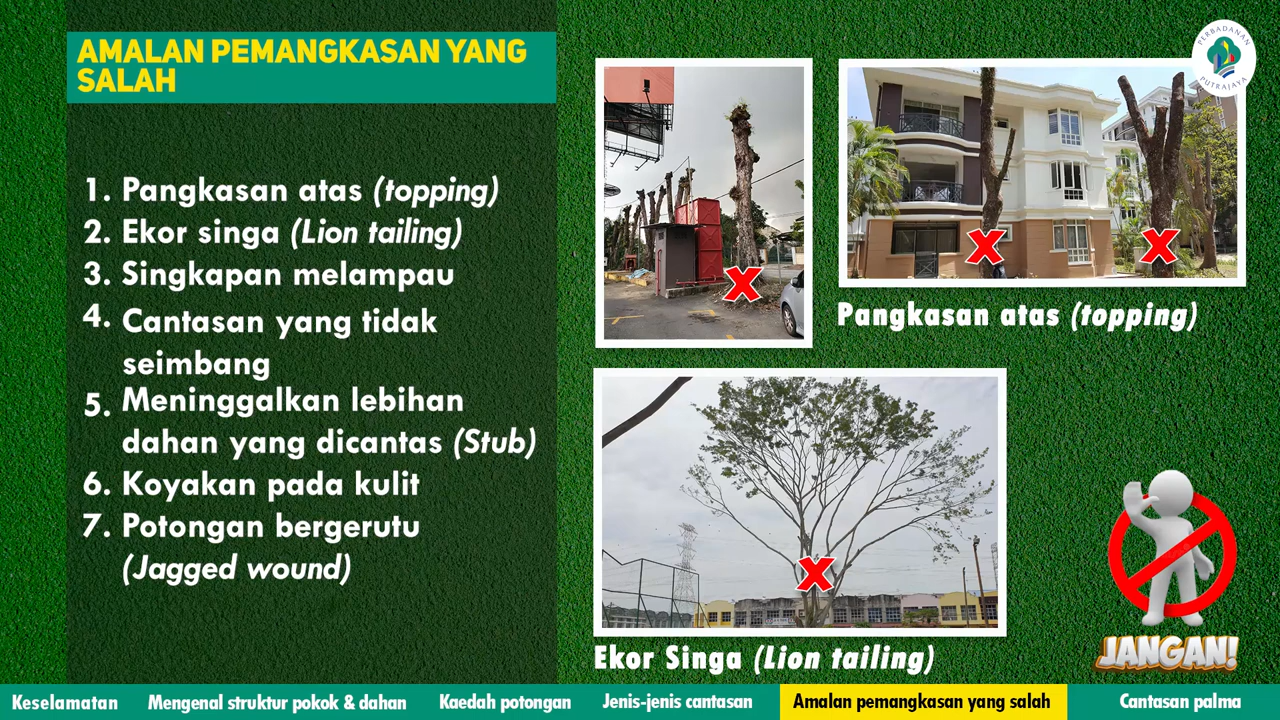 AMALAN PEMANGKASAN YANG
SALAH
PERBADANAN
PUTRAJAYA
1. Pangkasan atas (topping)
2. Ekor singa (Lion tailing)
3. Singkapan melampau
4. Cantasan yang tidak
seimbang
5. Meninggalkan lebihan
dahan yang dicantas (Stub)
6. Koyakan pada kulit
7. Potongan bergerutu
(Jagged wound)
Pangkasan atas (topping)
Ekor Singa (Lion tailing)
JANGAN!
Keselamatan
Mengenal struktur pokok & dahan
Kaedah potongan
Jenis-jenis cantasan
Amalan pemangkasan yang salah
Cantasan palma